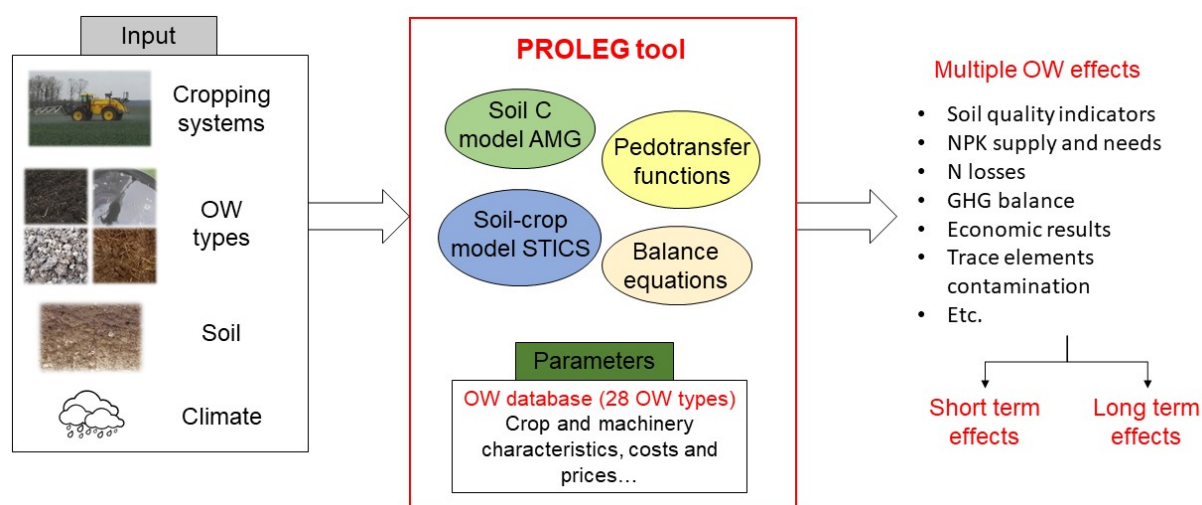 Input
Cropping
systems
OW
types
Soil
Climate
PROLEG tool
Soil C
model AMG
Pedotransfer
functions
Soil-crop
model STICS
Balance
equations
Parameters
OW database (28 OW types)
Crop and machinery
characteristics, costs and
prices…
Multiple OW effects
• Soil quality indicators
• NPK supply and needs
• N losses
• GHG balance
• Economic results
• Trace elements
contamination
• Etc.
Short term
effects
Long term
effects